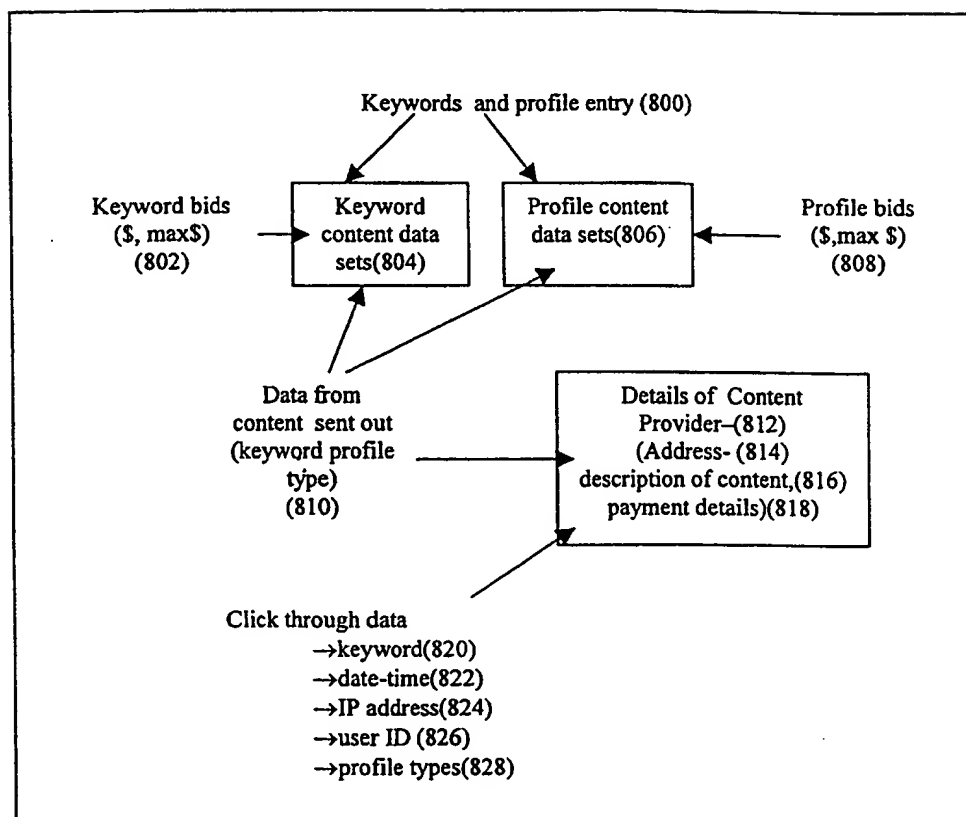 Keywords and profile entry (800)
Keyword bids
($, max$)
(802)
Keyword
content data
sets(804)
Profile content
data sets(806)
Profile bids
($,max $)
(808)
Data from
content sent out
(keyword profile
type)
(810)
Details of Content
Provider–(812)
(Address- (814)
description of content,(816)
payment details)(818)
Click through data
→keyword(820)
→date-time(822)
→IP address(824)
→user ID (826)
→profile types(828)